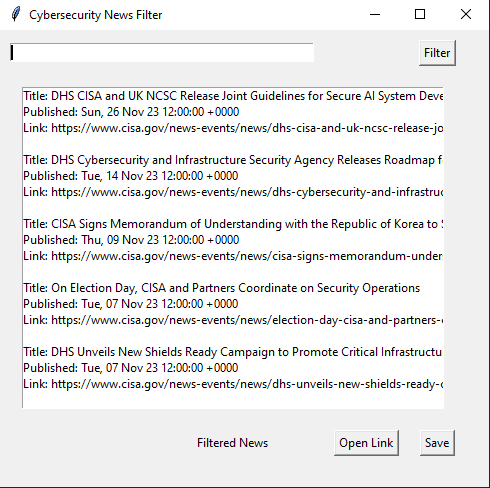 Cybersecurity News Filter
Filter
Title: DHS CISA and UK NCSC Release Joint Guidelines for Secure AI System Deve
Published: Sun, 26 Nov 23 12:00:00 +0000
Link: https://www.cisa.gov/news-events/news/dhs-cisa-and-uk-ncsc-release-jo
Title: DHS Cybersecurity and Infrastructure Security Agency Releases Roadmap f
Published: Tue, 14 Nov 23 12:00:00 +0000
Link: https://www.cisa.gov/news-events/news/dhs-cybersecurity-and-infrastruc
Title: CISA Signs Memorandum of Understanding with the Republic of Korea to S
Published: Thu, 09 Nov 23 12:00:00 +0000
Link: https://www.cisa.gov/news-events/news/cisa-signs-memorandum-unders
Title: On Election Day, CISA and Partners Coordinate on Security Operations
Published: Tue, 07 Nov 23 12:00:00 +0000
Link: https://www.cisa.gov/news-events/news/election-day-cisa-and-partners-
Title: DHS Unveils New Shields Ready Campaign to Promote Critical Infrastructu
Published: Tue, 07 Nov 23 12:00:00 +0000
Link: https://www.cisa.gov/news-events/news/dhs-unveils-new-shields-ready-c
Filtered News
Open Link
Save